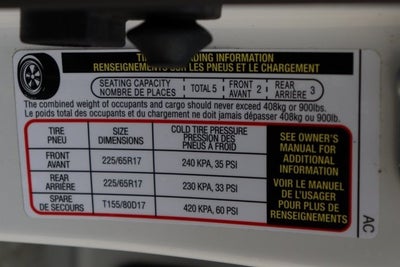 TIRE LOADING INFORMATION
RENSEIGNEMENTS SUR LES PNEUS ET LE CHARGEMENT
SEATING CAPACITY
NOMBRE DE PLACES
TOTAL 5
FRONT
AVANT 2
REAR
ARRIÈRE 3
The combined weight of occupants and cargo should never exceed 408kg or 900lbs.
Le poids total des occupants et du chargement ne doit jamais dépasser 408kg or 900lbs.
TIRE
PNEU
SIZE
DIMENSIONS
COLD TIRE PRESSURE
PRESSION DES
PNEUS A FROID
FRONT
AVANT
225/65R17
240 KPA, 35 PSI
REAR
ARRIÈRE
225/65R17
230 KPA, 33 PSI
SPARE
DE SECOURS
T155/80D17
420 KPA, 60 PSI
SEE OWNER'S
MANUAL FOR
ADDITIONAL
INFORMATION
VOIR LE MANUEL
DE L'USAGER
POUR PLUS DE
RENSEIGNEMENTS
AC